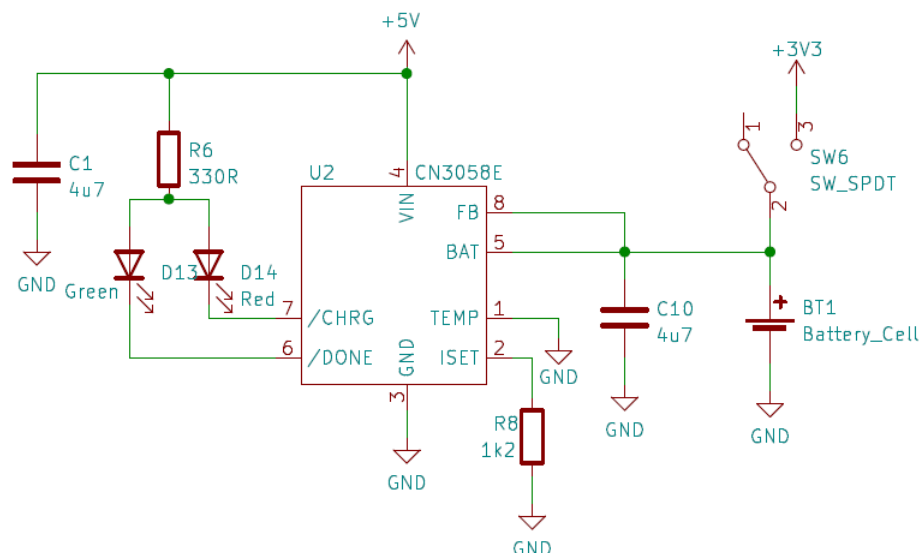 +5V
+3V3
C1
4u7
GND
R6
330R
Green
D13
D14
Red
U2
CN3058E
4
VIN
8
FB
5
BAT
7
/CHRG
6
/DONE
TEMP
1
ISET
2
GND
3
GND
GND
R8
1k2
GND
C10
4u7
GND
1
3
2
SW6
SW_SPDT
+
BT1
Battery_Cell
GND